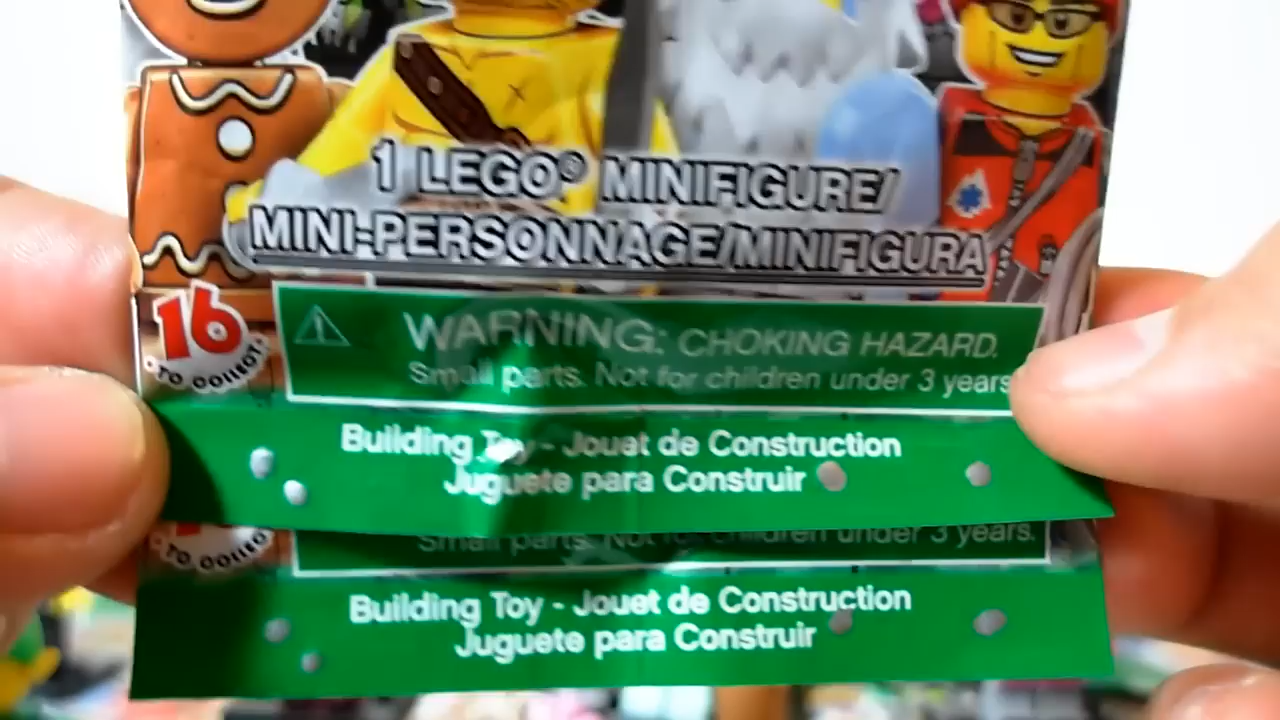 1 LEGO® MINIFIGURE/
MINI-PERSONNAGE/MINIFIGURA
16
TO COLLECT
WARNING: CHOKING HAZARD.
Small parts. Not for children under 3 years
Building Toy - Jouet de Construction
Juguete para Construir
TO COLLECT
Small parts. Not for children under 3 years.
Building Toy - Jouet de Construction
Juguete para Construir